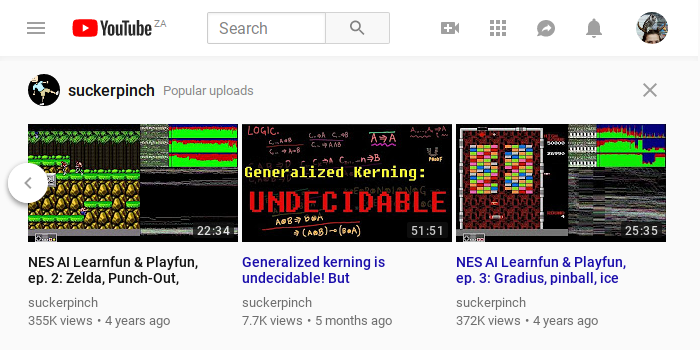 YouTube ZA
Search
suckerpinch Popular uploads
LOGIC.
A⇒A
Generalized Kerning:
UNDECIDABLE
50000
22:34
51:51
25:35
NES AI Learnfun & Playfun,
ep. 2: Zelda, Punch-Out,
Generalized kerning is
undecidable! But
NES AI Learnfun & Playfun,
ep. 3: Gradius, pinball, ice
suckerpinch
suckerpinch
suckerpinch
355K views • 4 years ago
7.7K views • 5 months ago
372K views • 4 years ago